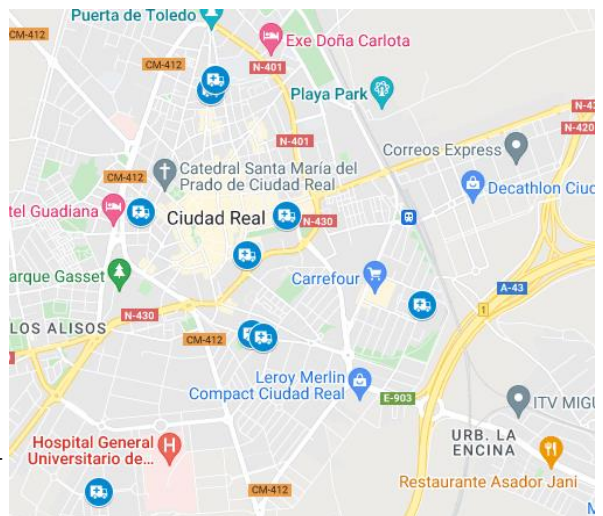 Puerta de Toledo
CM-412
Exe Doña Carlota
CM-412
N-401
Playa Park
N-4
N-420
N-401
Correos Express
CM-412
Catedral Santa María del
Prado de Ciudad Real
Decathlon Ciud
tel Guadiana
Ciudad Real
N-430
arque Gasset
Carrefour
A-43
1
N-430
LOS ALISOS
CM-412
Leroy Merlin
Compact Ciudad Real
E-903
ITV MIGU
URB. LA
ENCINA
Hospital General
Universitario de...
H
Restaurante Asador Jani
CM-412
M